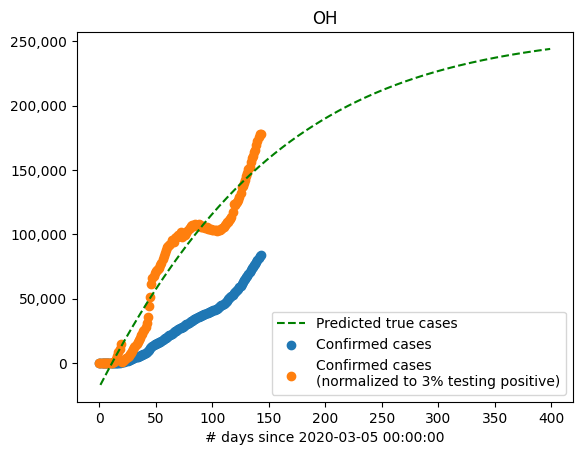 OH
250,000
200,000
150,000
100,000
50,000
0
0 50 100 150 200 250 300 350 400
# days since 2020-03-05 00:00:00
Predicted true cases
Confirmed cases
Confirmed cases
(normalized to 3% testing positive)